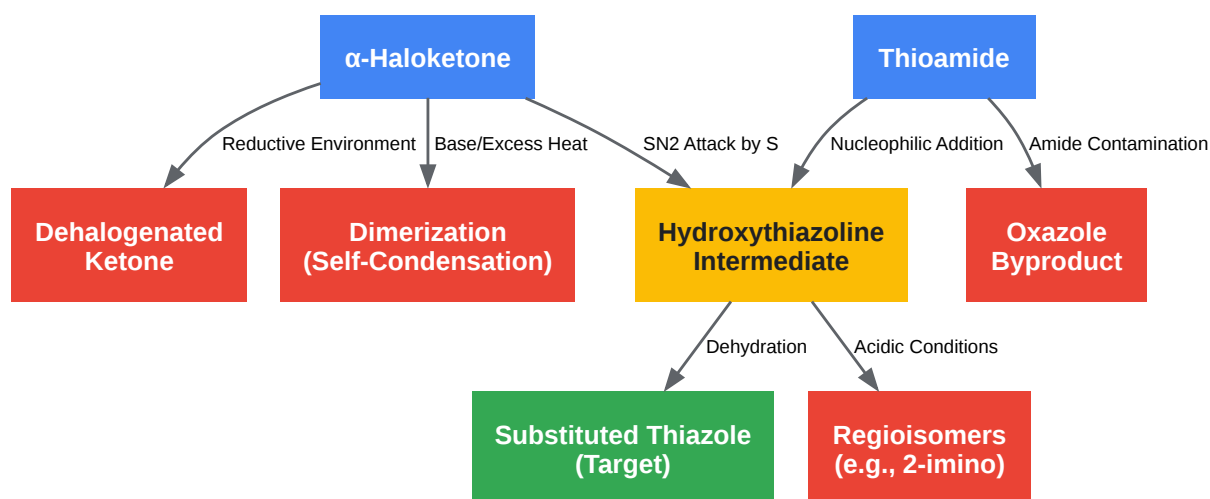 α-Haloketone
Thioamide
Reductive Environment
Base/Excess Heat
SN2 Attack by S
Nucleophilic Addition
Amide Contamination
Dehalogenated
Ketone
Dimerization
(Self-Condensation)
Hydroxythiazoline
Intermediate
Oxazole
Byproduct
Dehydration
Acidic Conditions
Substituted Thiazole
(Target)
Regioisomers
(e.g., 2-imino)